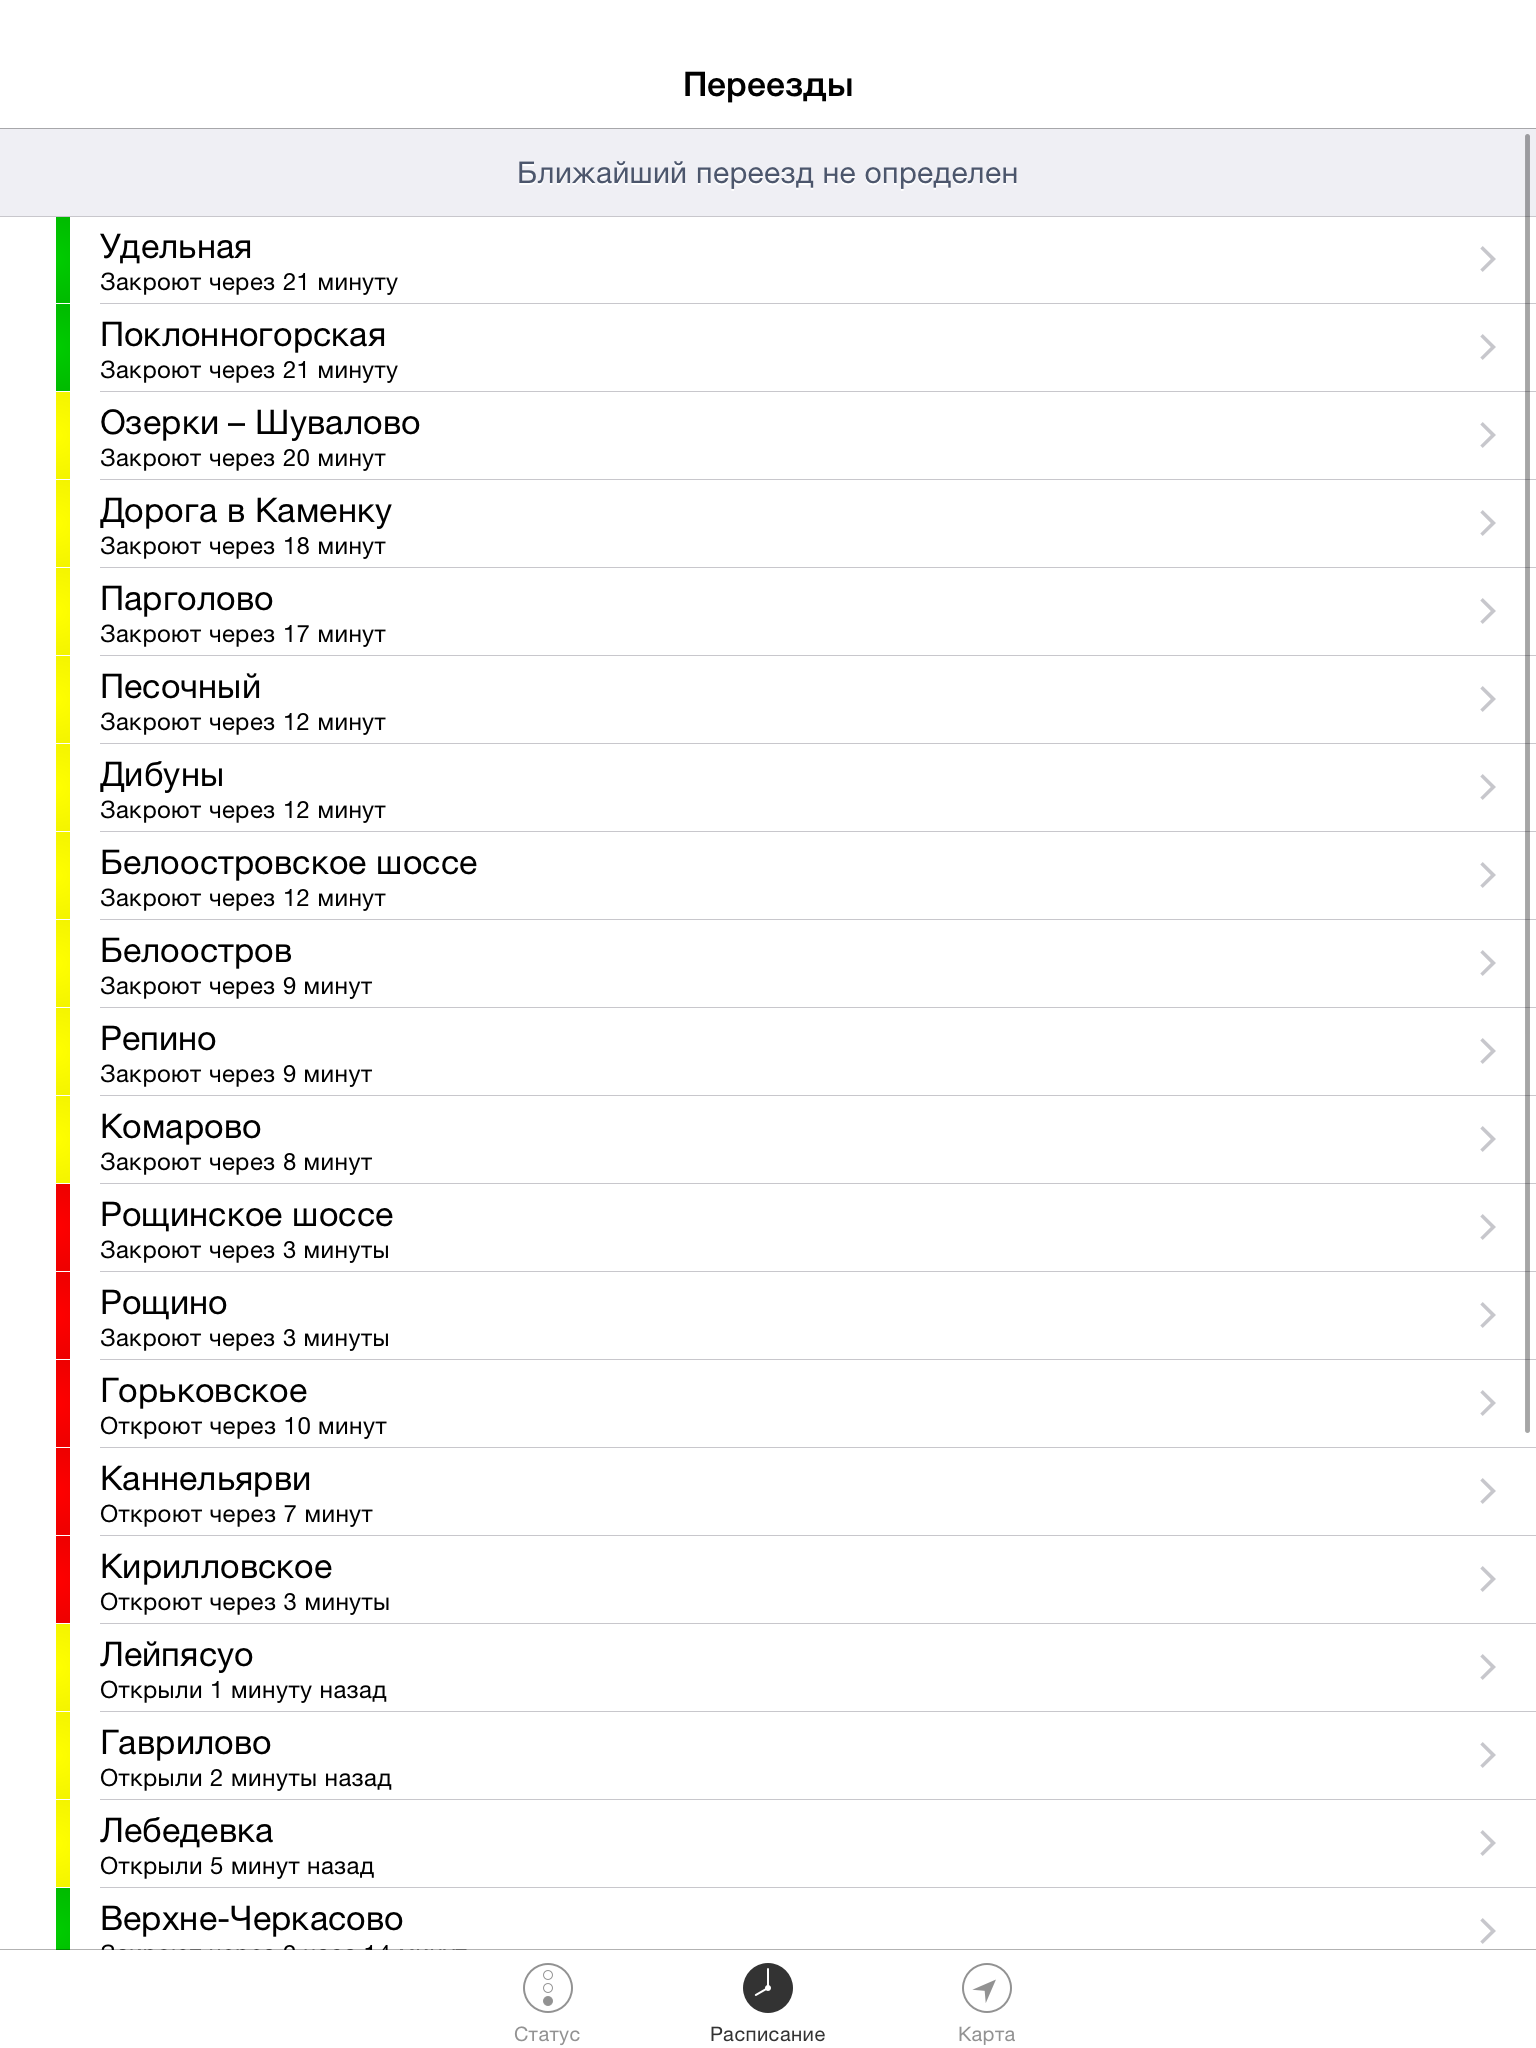 Переезды
Ближайший переезд не определен
Удельная
Закроют через 21 минуту
Поклонногорская
Закроют через 21 минуту
Озерки – Шувалово
Закроют через 20 минут
Дорога в Каменку
Закроют через 18 минут
Парголово
Закроют через 17 минут
Песочный
Закроют через 12 минут
Дибуны
Закроют через 12 минут
Белоостровское шоссе
Закроют через 12 минут
Белоостров
Закроют через 9 минут
Репино
Закроют через 9 минут
Комарово
Закроют через 8 минут
Рощинское шоссе
Закроют через 3 минуты
Рощино
Закроют через 3 минуты
Горьковское
Откроют через 10 минут
Каннельярви
Откроют через 7 минут
Кирилловское
Откроют через 3 минуты
Лейпясуо
Открыли 1 минуту назад
Гаврилово
Открыли 2 минуты назад
Лебедевка
Открыли 5 минут назад
Верхне-Черкасово
Статус
Расписание
Карта